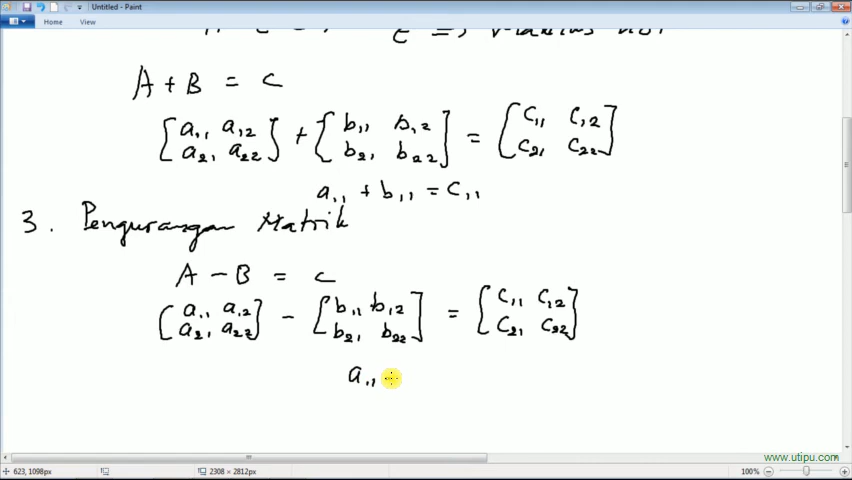 Untitled - Paint
Home View
A + B = C
[a11 a12 a21 a22] + [b11 b12 b21 b22] = [c11 c12 c21 c22]
a11 + b11 = c11
3. Pengurangan Matrik
A - B = C
[a11 a12 a21 a22] - [b11 b12 b21 b22] = [c11 c12 c21 c22]
a11
www.utipu.com
623, 1098px 2308 × 2812px 100%